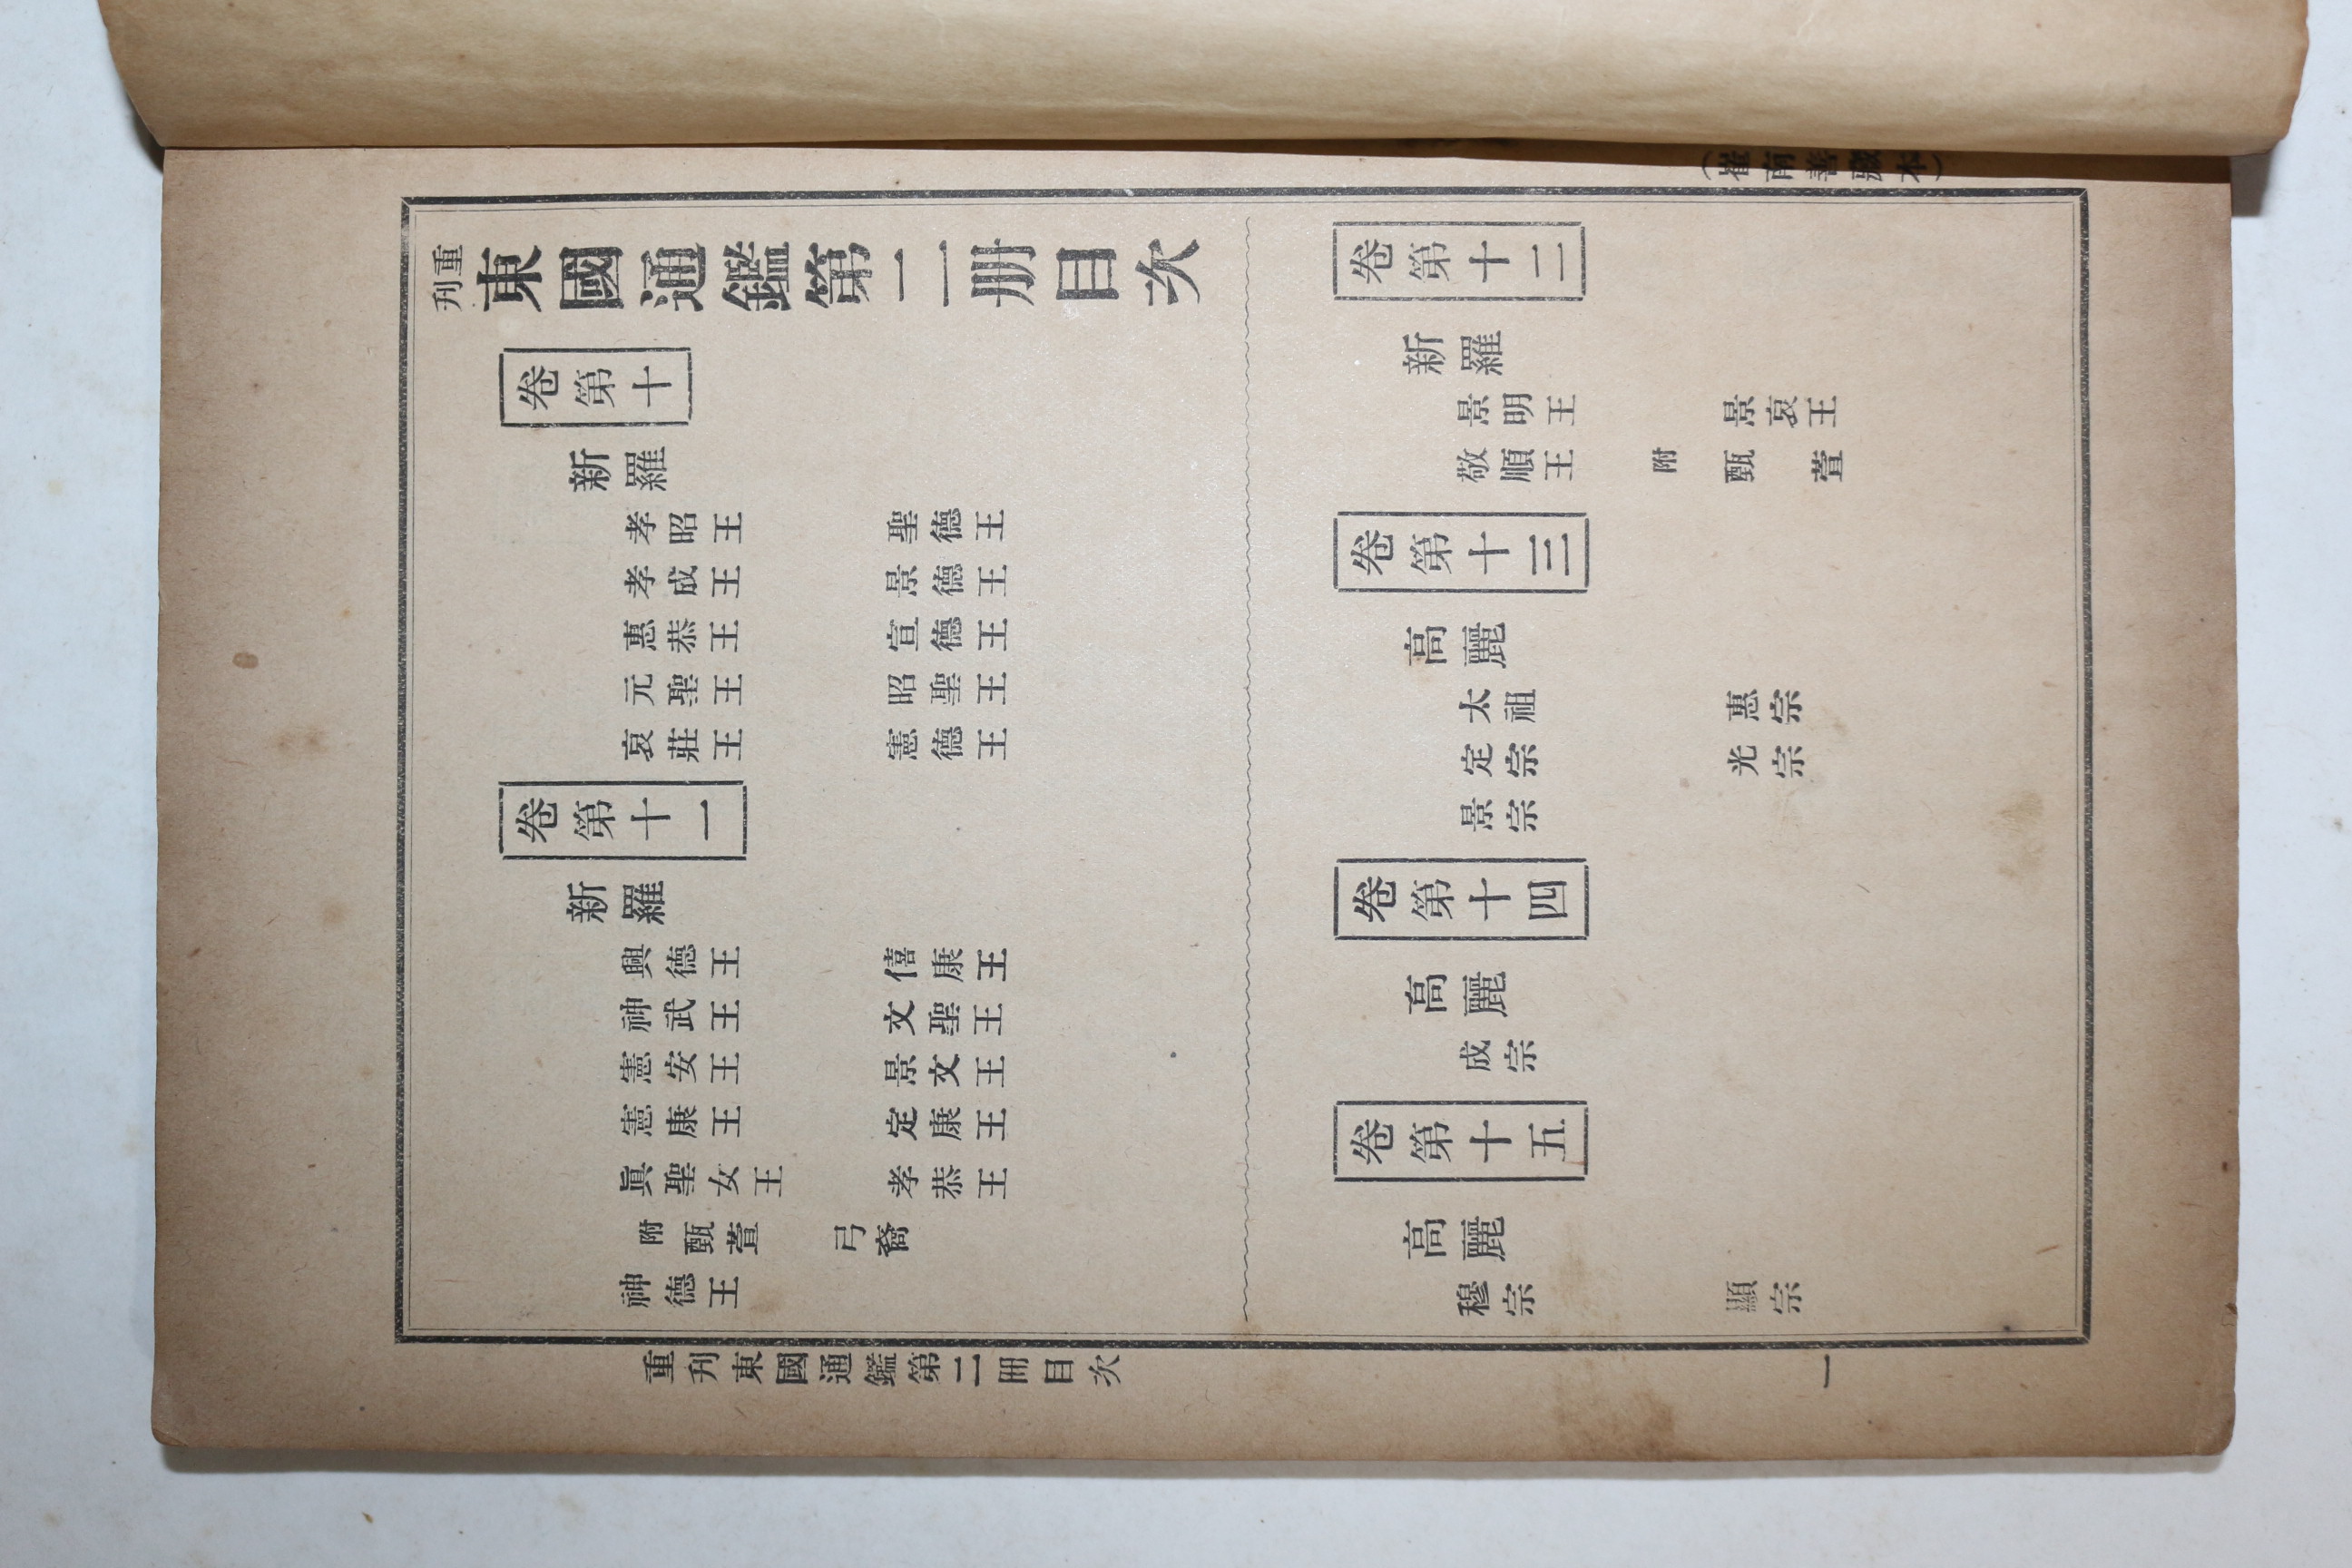 (崔南善藏本)
重刊東國通鑑第二册目次
卷第十
新羅
孝昭王　聖德王
孝成王　景德王
惠恭王　宣德王
元聖王　昭聖王
哀莊王　憲德王
卷第十一
新羅
興德王　僖康王
神武王　文聖王
憲安王　景文王
憲康王　定康王
眞聖女王　孝恭王
附甄萱　弓裔
神德王
卷第十二
新羅
景明王　景哀王
敬順王　附　甄萱
卷第十三
高麗
太祖　惠宗
定宗　光宗
景宗
卷第十四
高麗
成宗
卷第十五
高麗
穆宗　顯宗
重刊東國通鑑第二冊目次
一